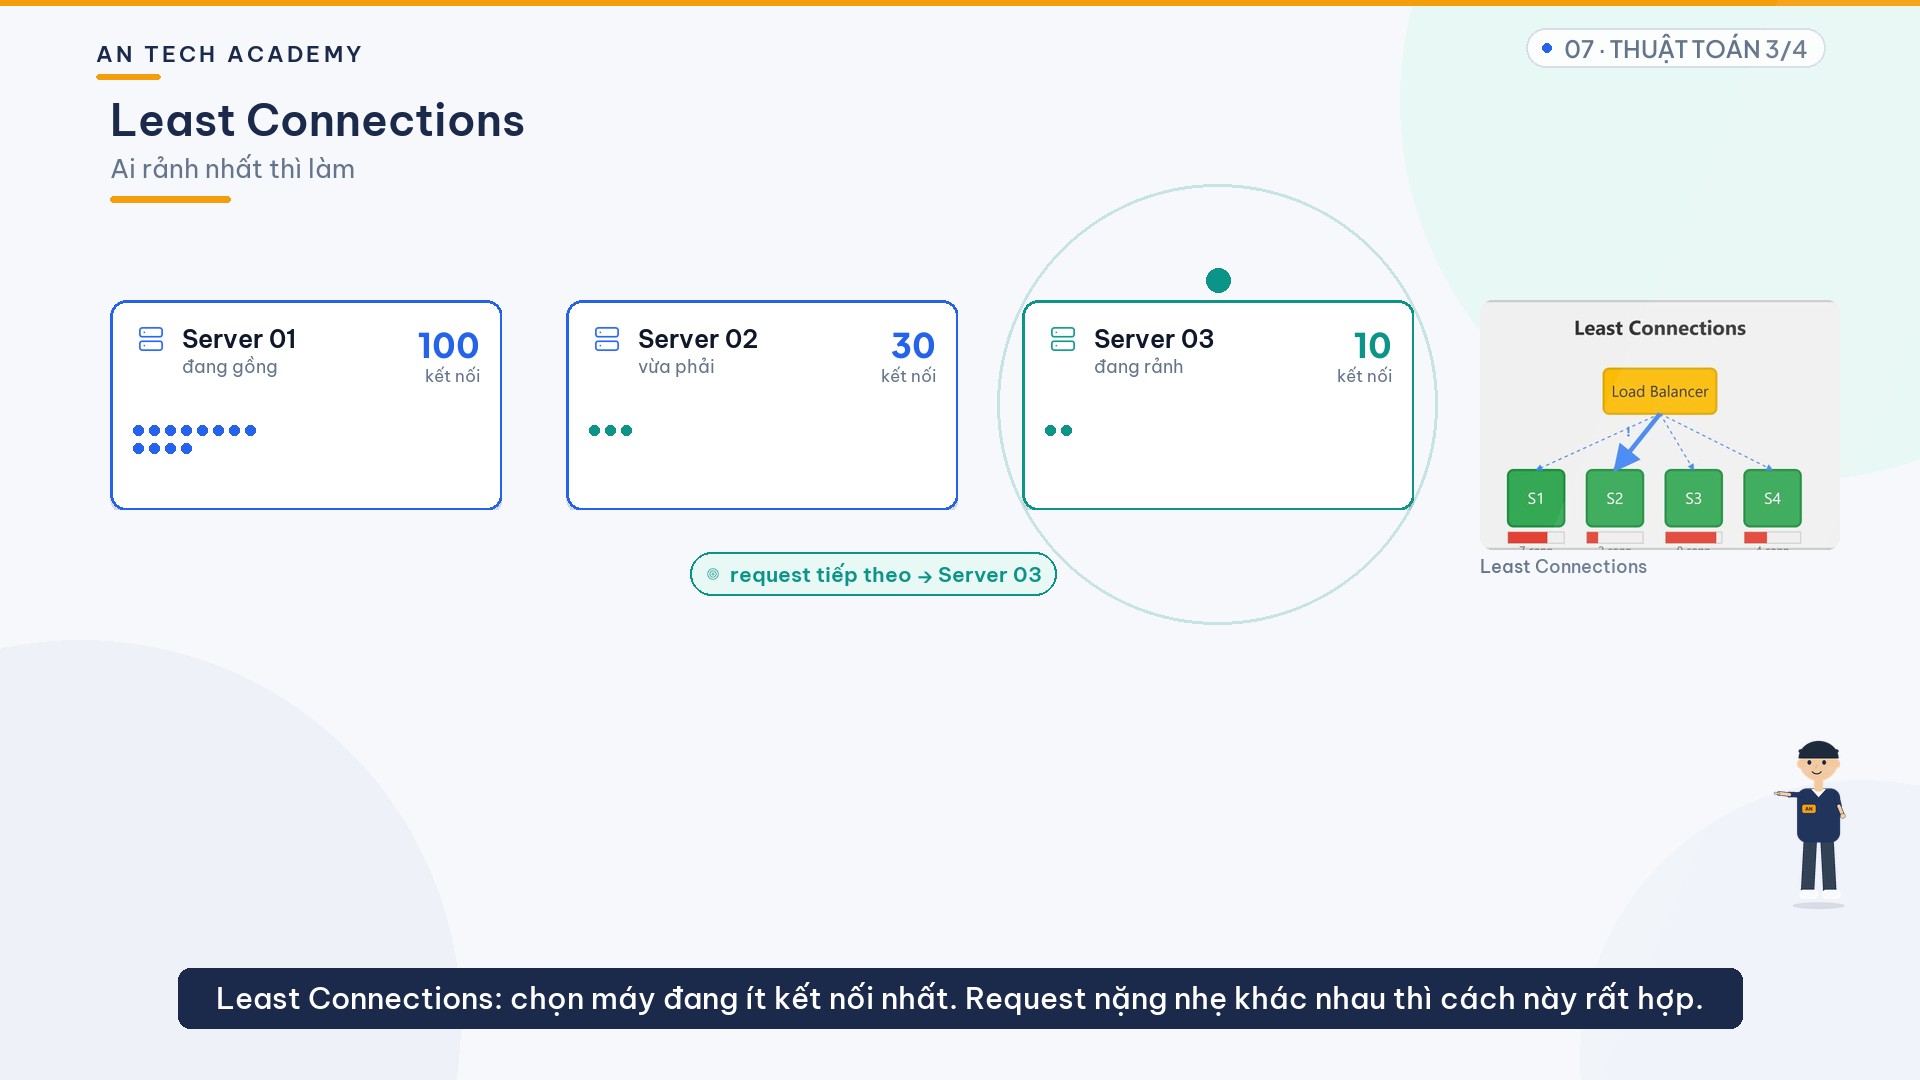 AN TECH ACADEMY
07 · THUẬT TOÁN 3/4
Least Connections
Ai rảnh nhất thì làm
Server 01
đang gồng
100
kết nối
Server 02
vừa phải
30
kết nối
Server 03
đang rảnh
10
kết nối
Least Connections
Load Balancer
S1
S2
S3
S4
Least Connections
request tiếp theo → Server 03
AN
Least Connections: chọn máy đang ít kết nối nhất. Request nặng nhẹ khác nhau thì cách này rất hợp.